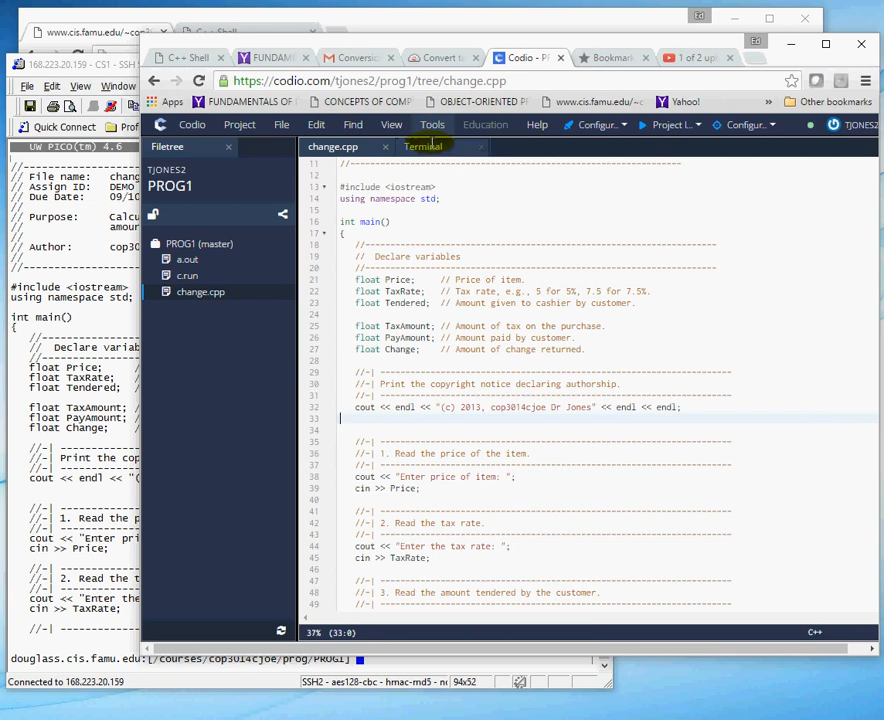 Ed
www.cis.famu.edu/~cop3
C++ Shell
Ed
168.223.20.159 - CS1 - SSH S
File Edit View Window
Quick Connect Prof
UW PICO(tm) 4.6
//----------------------
// File name: chang
// Assign ID: DEMO
// Due Date: 09/10
// Purpose: Calcu
// amoun
// Author: cop30
//----------------------
#include <iostream>
using namespace std;
int main()
{
//----------------------
// Declare variab
//----------------------
float Price; /
float TaxRate; /
float Tendered; /
float TaxAmount; /
float PayAmount; /
float Change; /
//-| ------------------
//-| Print the cop
//-| ------------------
cout << endl << "(
//-| ------------------
//-| 1. Read the p
//-| ------------------
cout << "Enter pri
cin >> Price;
//-| ------------------
//-| 2. Read the t
//-| ------------------
cout << "Enter the
cin >> TaxRate;
//-| ------------------
douglass.cis.famu.edu:[/courses/cop3014cjoe/prog/PROG1]
Connected to 168.223.20.159
SSH2 - aes128-cbc - hmac-md5 - no
94x52
C++ Shell
FUNDAM
Conversi
Convert t
Codio - P
Bookmar
1 of 2 up
https://codio.com/tjones2/prog1/tree/change.cpp
Apps
FUNDAMENTALS OF
CONCEPTS OF COMP
OBJECT-ORIENTED P
www.cis.famu.edu/~c
Yahoo!
»
Other bookmarks
Codio Project File Edit Find View Tools Education Help Configur... Project I... Configur... TJONES2
Filetree
change.cpp
Terminal
TJONES2
PROG1
PROG1 (master)
a.out
c.run
change.cpp
11 //-----------------------------------------------------------------------
12
13 #include <iostream>
14 using namespace std;
15
16 int main()
17 {
18 //-----------------------------------------------------------------------
19 // Declare variables
20 //-----------------------------------------------------------------------
21 float Price; // Price of item.
22 float TaxRate; // Tax rate, e.g., 5 for 5%, 7.5 for 7.5%.
23 float Tendered; // Amount given to cashier by customer.
24
25 float TaxAmount; // Amount of tax on the purchase.
26 float PayAmount; // Amount paid by customer.
27 float Change; // Amount of change returned.
28
29 //-| --------------------------------------------------------------------
30 //-| Print the copyright notice declaring authorship.
31 //-| --------------------------------------------------------------------
32 cout << endl << "(c) 2013, cop3014cjoe Dr Jones" << endl << endl;
33
34
35 //-| --------------------------------------------------------------------
36 //-| 1. Read the price of the item.
37 //-| --------------------------------------------------------------------
38 cout << "Enter price of item: ";
39 cin >> Price;
40
41 //-| --------------------------------------------------------------------
42 //-| 2. Read the tax rate.
43 //-| --------------------------------------------------------------------
44 cout << "Enter the tax rate: ";
45 cin >> TaxRate;
46
47 //-| --------------------------------------------------------------------
48 //-| 3. Read the amount tendered by the customer.
49 //-| --------------------------------------------------------------------
37% (33:0)
C++